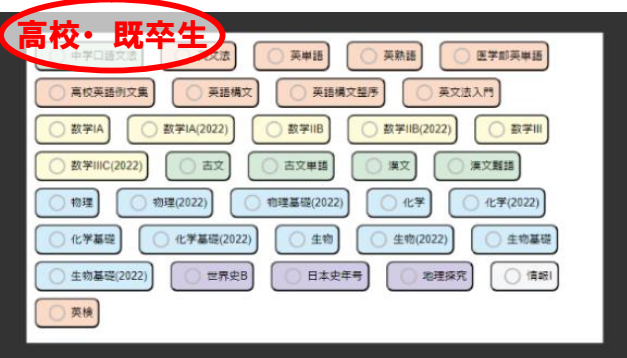 高校・既卒生
中学口語文法 文法 英単語 英熟語 医学部英単語
高校英語例文集 英語構文 英語構文整序 英文法入門
数学IA 数学IA(2022) 数学IIB 数学IIB(2022) 数学III
数学IIIC(2022) 古文 古文単語 漢文 漢文難語
物理 物理(2022) 物理基礎(2022) 化学 化学(2022)
化学基礎 化学基礎(2022) 生物 生物(2022) 生物基礎
生物基礎(2022) 世界史B 日本史年号 地理探究 情報I
英検